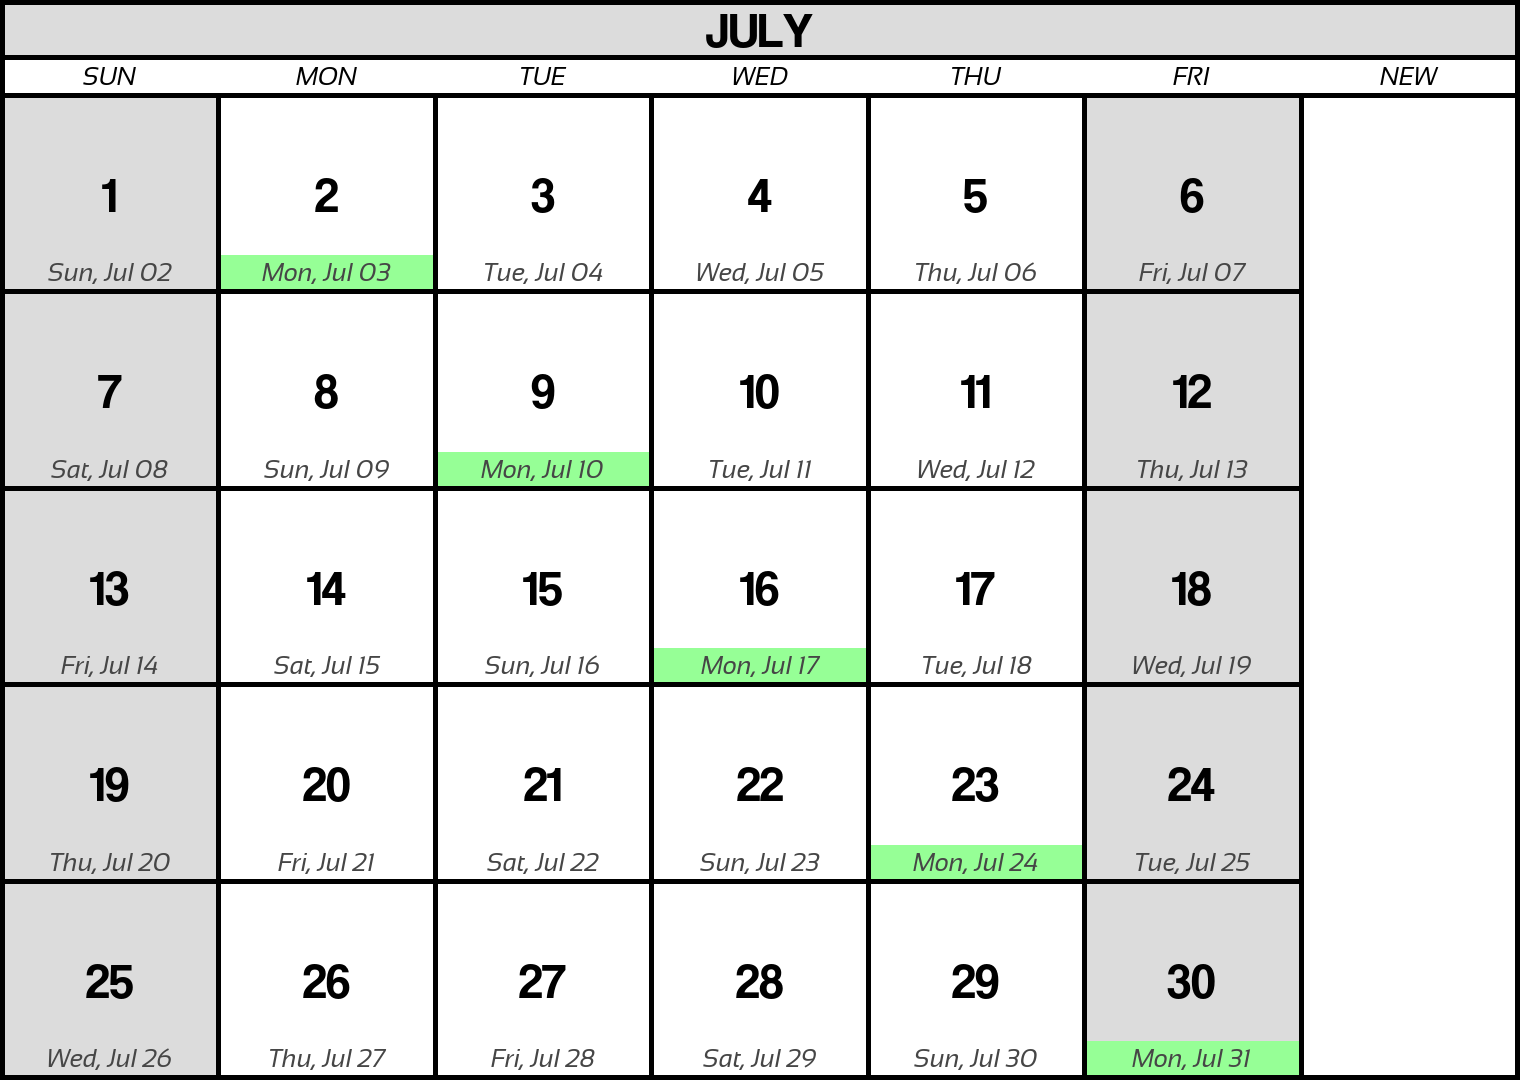 JULY
SUN MON TUE WED THU FRI NEW
1 2 3 4 5 6
Sun, Jul 02 Mon, Jul 03 Tue, Jul 04 Wed, Jul 05 Thu, Jul 06 Fri, Jul 07
7 8 9 10 11 12
Sat, Jul 08 Sun, Jul 09 Mon, Jul 10 Tue, Jul 11 Wed, Jul 12 Thu, Jul 13
13 14 15 16 17 18
Fri, Jul 14 Sat, Jul 15 Sun, Jul 16 Mon, Jul 17 Tue, Jul 18 Wed, Jul 19
19 20 21 22 23 24
Thu, Jul 20 Fri, Jul 21 Sat, Jul 22 Sun, Jul 23 Mon, Jul 24 Tue, Jul 25
25 26 27 28 29 30
Wed, Jul 26 Thu, Jul 27 Fri, Jul 28 Sat, Jul 29 Sun, Jul 30 Mon, Jul 31